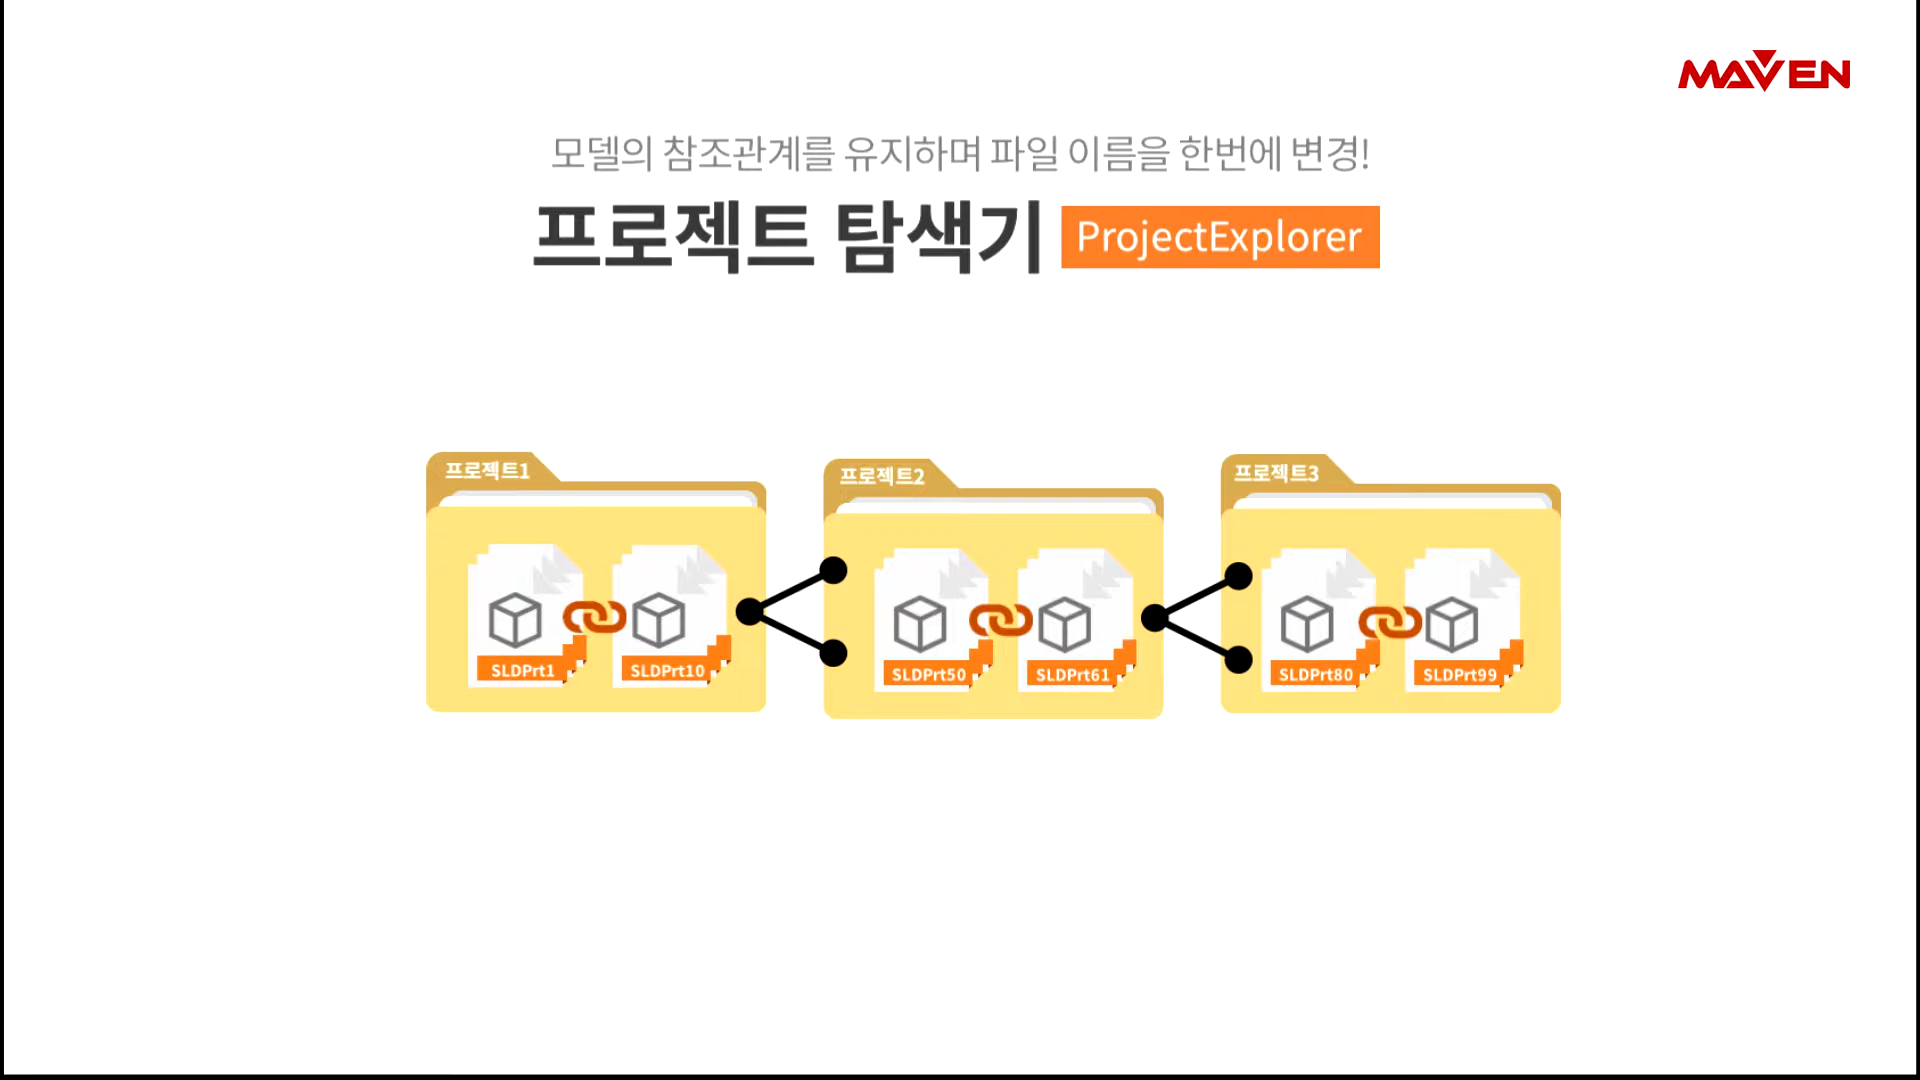 MAVEN
모델의 참조관계를 유지하며 파일 이름을 한번에 변경!
프로젝트 탐색기 ProjectExplorer
프로젝트1
SLDPrt1
SLDPrt10
프로젝트2
SLDPrt50
SLDPrt61
프로젝트3
SLDPrt80
SLDPrt99